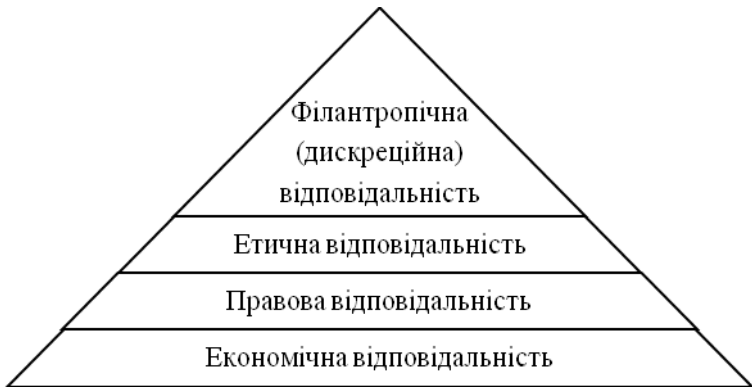 Філантропічна
(дискреційна)
відповідальність
Етична відповідальність
Правова відповідальність
Економічна відповідальність